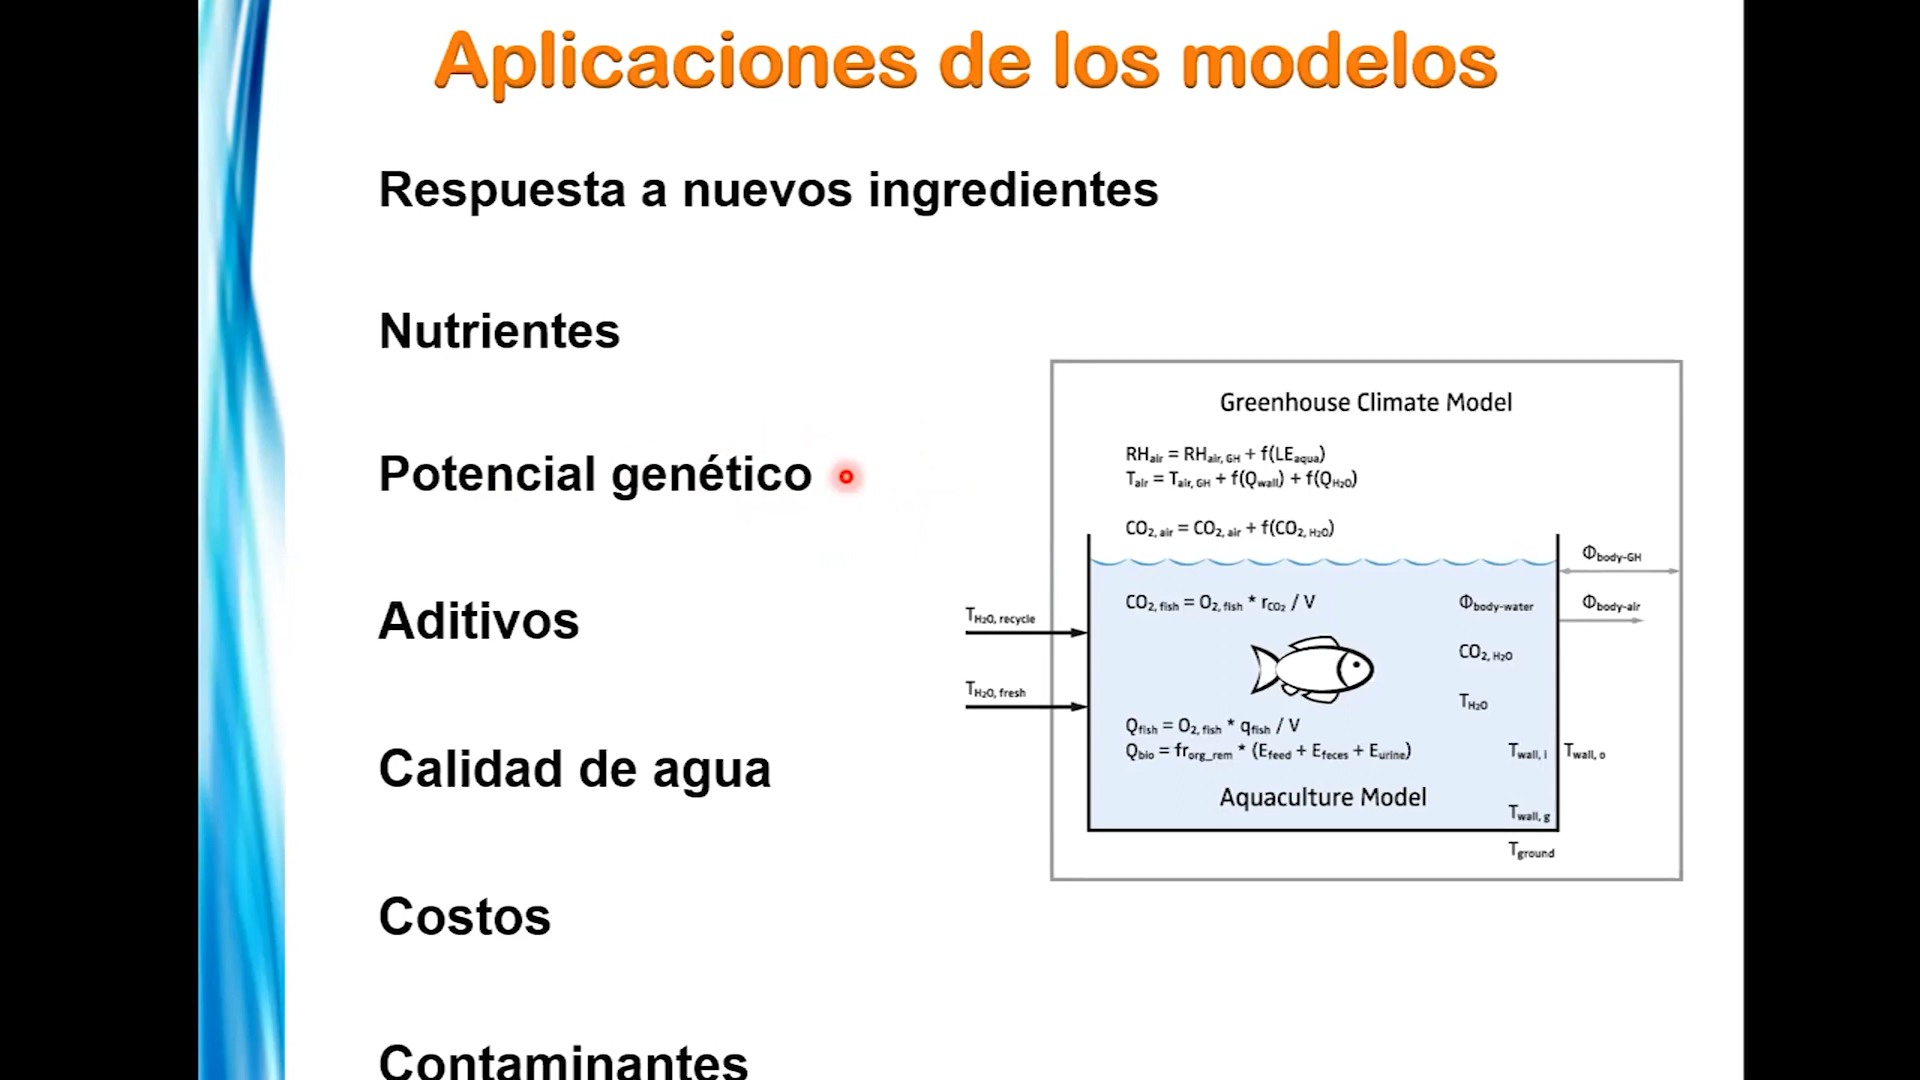 Aplicaciones de los modelos
Respuesta a nuevos ingredientes
Nutrientes
Potencial genético
Aditivos
Calidad de agua
Costos
Contaminantes
Greenhouse Climate Model
RHair = RHair, GH + f(LEaqua)
Tair = Tair, GH + f(Qwall) + f(QH2O)
CO2, air = CO2, air + f(CO2, H2O)
Φbody-GH
CO2, fish = O2, fish * rCO2 / V
Φbody-water
Φbody-air
TH2O, recycle
CO2, H2O
TH2O, fresh
TH2O
Qfish = O2, fish * qfish / V
Qbio = frorg_rem * (Efeed + Efeces + Eurine)
Twall, i
Twall, o
Aquaculture Model
Twall, g
Tground